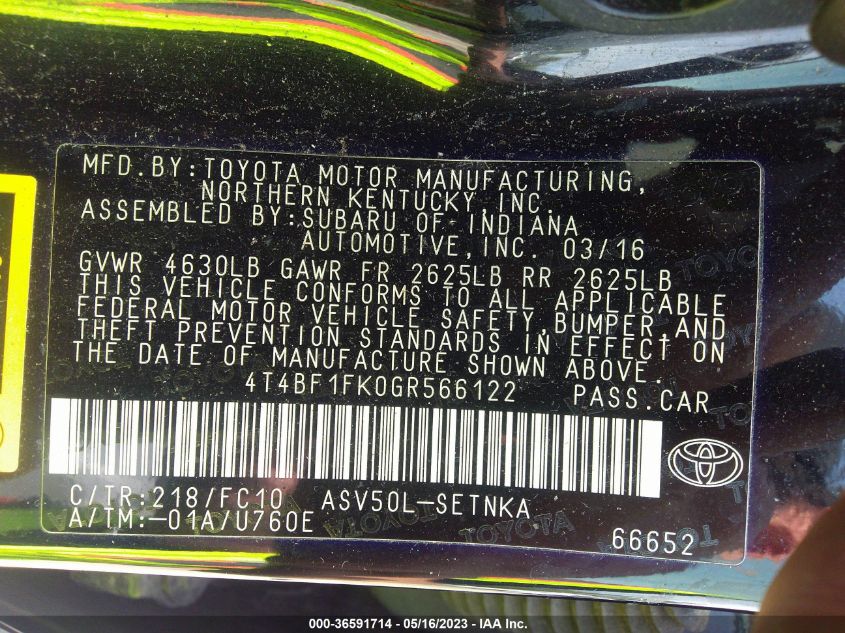 MFD.BY:TOYOTA MOTOR MANUFACTURING,
NORTHERN KENTUCKY,INC.
ASSEMBLED BY:SUBARU OF INDIANA
AUTOMOTIVE,INC. 03/16
GVWR 4630LB GAWR FR 2625LB RR 2625LB
THIS VEHICLE CONFORMS TO ALL APPLICABLE
FEDERAL MOTOR VEHICLE SAFETY,BUMPER AND
THEFT PREVENTION STANDARDS IN EFFECT ON
THE DATE OF MANUFACTURE SHOWN ABOVE.
4T4BF1FK0GR566122 PASS.CAR
C/TR:218/FC10 ASV50L-SETNKA
A/TM:-01A/U760E
66652
TOYOTA
000-36591714 - 05/16/2023 - IAA Inc.